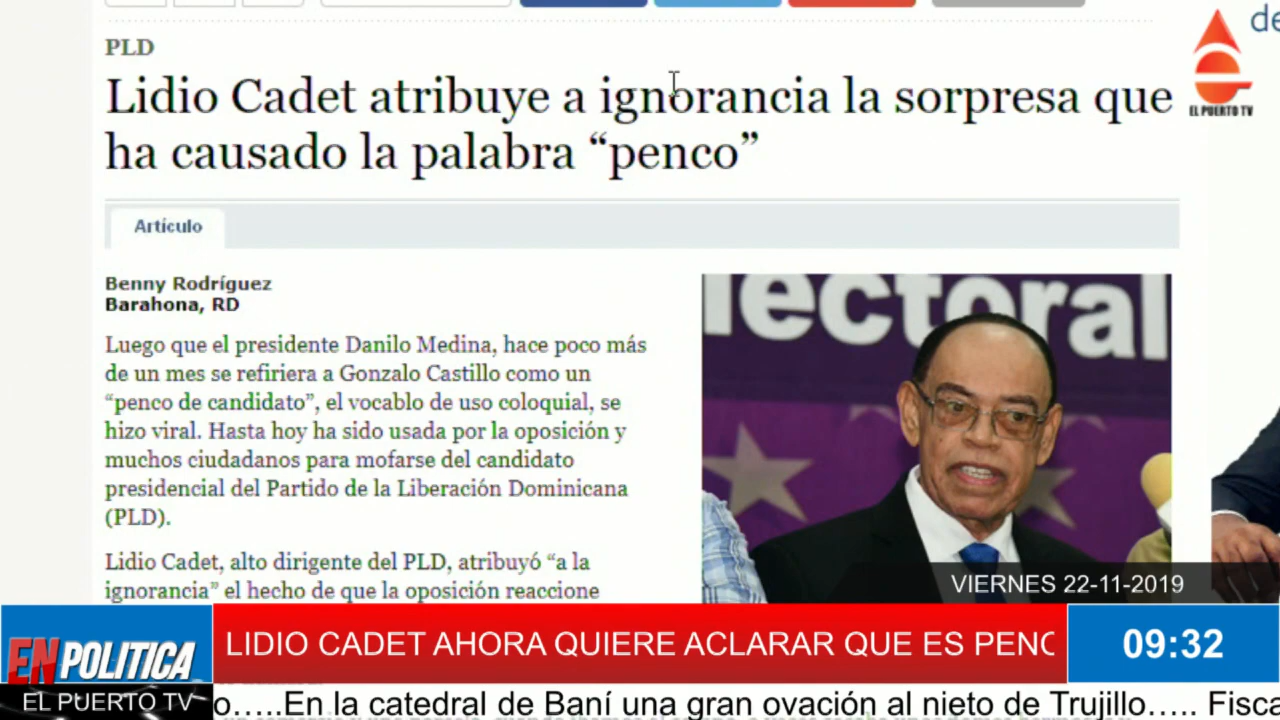 PLD
Lidio Cadet atribuye a ignorancia la sorpresa que
ha causado la palabra “penco”
Artículo
Benny Rodríguez
Barahona, RD
Luego que el presidente Danilo Medina, hace poco más
de un mes se refiriera a Gonzalo Castillo como un
“penco de candidato”, el vocablo de uso coloquial, se
hizo viral. Hasta hoy ha sido usada por la oposición y
muchos ciudadanos para mofarse del candidato
presidencial del Partido de la Liberación Dominicana
(PLD).
Lidio Cadet, alto dirigente del PLD, atribuyó “a la
ignorancia” el hecho de que la oposición reaccione
lectoral
de
EL PUERTO TV
VIERNES 22-11-2019
EN POLITICA
LIDIO CADET AHORA QUIERE ACLARAR QUE ES PENC
09:32
EL PUERTO TV
o…..En la catedral de Baní una gran ovación al nieto de Trujillo….. Fisca